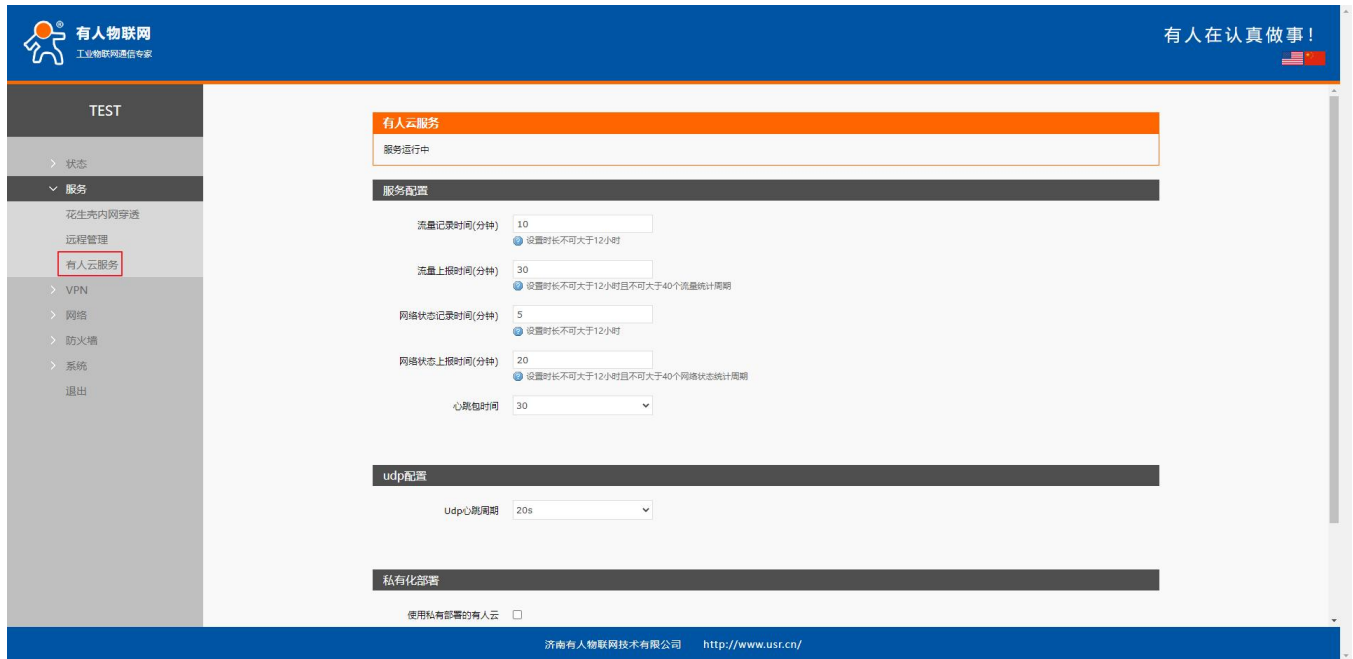 有人物联网
®
工业物联网通信专家
有人在认真做事！
TEST
状态
服务
花生壳内网穿透
远程管理
有人云服务
VPN
网络
防火墙
系统
退出
有人云服务
服务运行中
服务配置
流量记录时间(分钟) 10
设置时长不可大于12小时
流量上报时间(分钟) 30
设置时长不可大于12小时且不可大于40个流量统计周期
网络状态记录时间(分钟) 5
设置时长不可大于12小时
网络状态上报时间(分钟) 20
设置时长不可大于12小时且不可大于40个网络状态统计周期
心跳包时间 30
udp配置
Udp心跳周期 20s
私有化部署
使用私有部署的有人云
济南有人物联网技术有限公司 http://www.usr.cn/